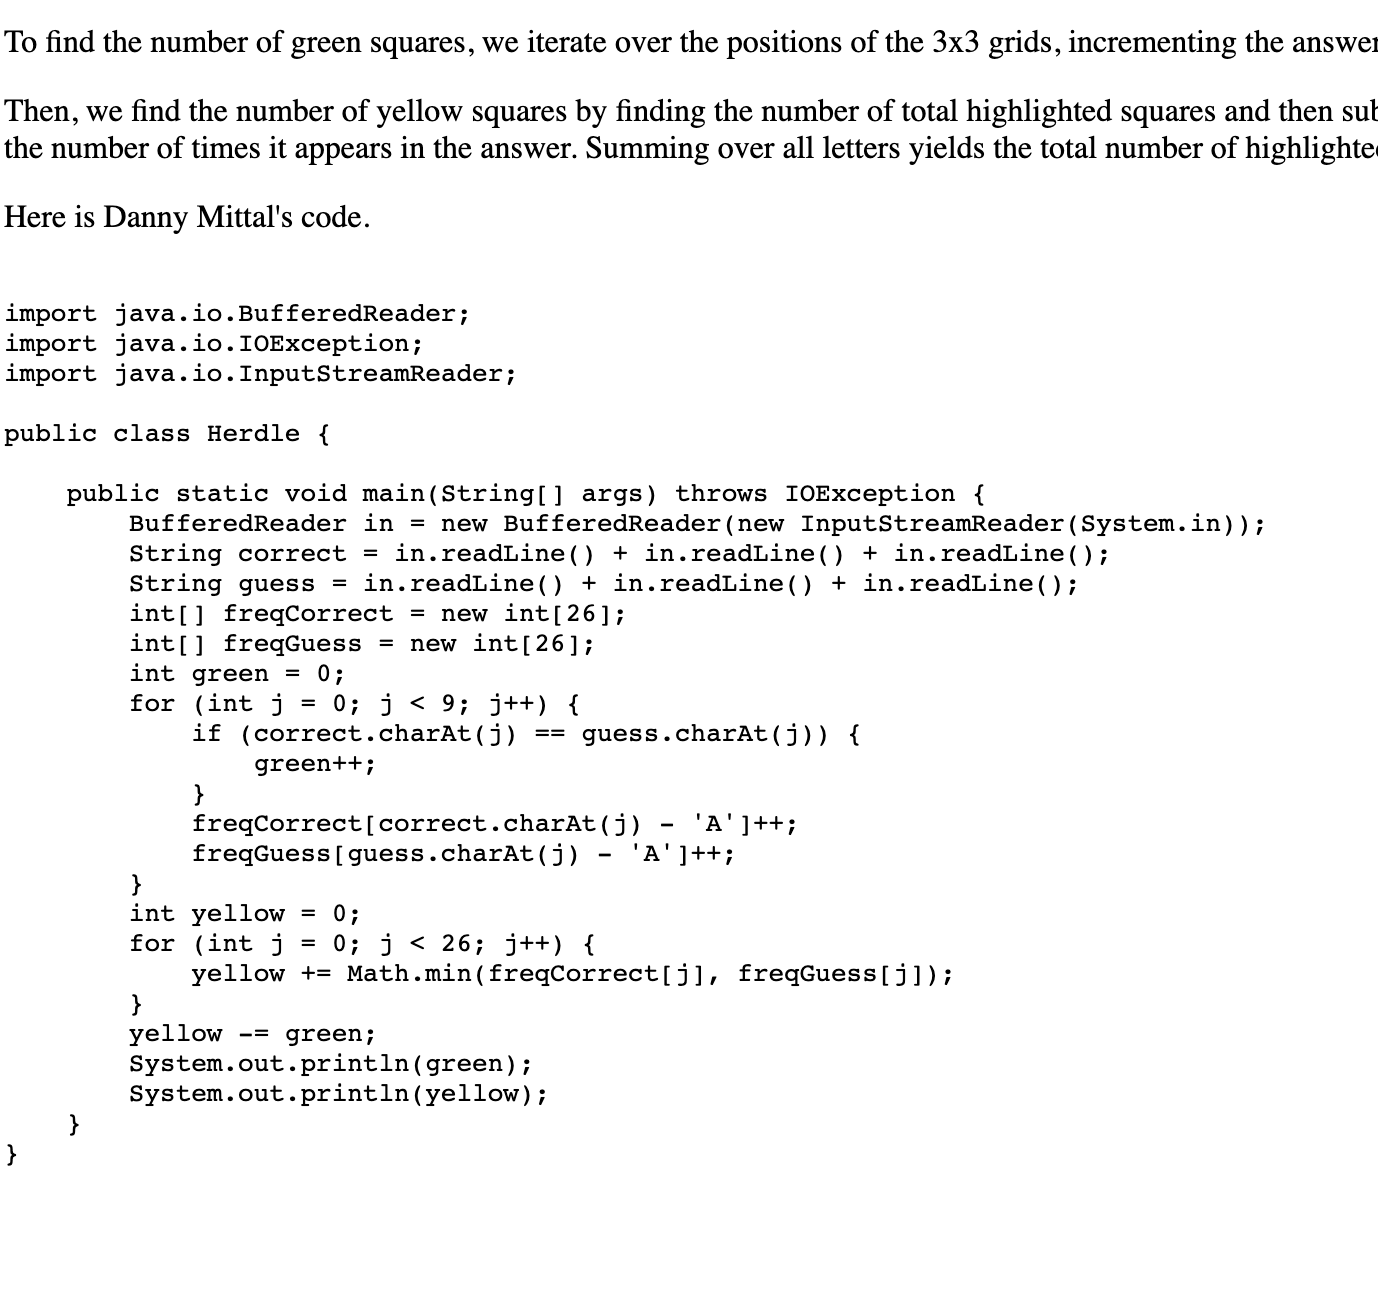 To find the number of green squares, we iterate over the positions of the 3x3 grids, incrementing the answer
Then, we find the number of yellow squares by finding the number of total highlighted squares and then
the number of times it appears in the answer. Summing over all letters yields the total number of
Here is Danny Mittal's code.
import java.io.BufferedReader;
import java.io.IOException;
import java.io.InputStreamReader;
public class Herdle {
    public static void main(String[] args) throws IOException {
        BufferedReader in = new BufferedReader(new InputStreamReader(System.in));
        String correct = in.readLine() + in.readLine() + in.readLine();
        String guess = in.readLine() + in.readLine() + in.readLine();
        int[] freqCorrect = new int[26];
        int[] freqGuess = new int[26];
        int green = 0;
        for (int j = 0; j < 9; j++) {
            if (correct.charAt(j) == guess.charAt(j)) {
                green++;
            }
            freqCorrect[correct.charAt(j) - 'A']++;
            freqGuess[guess.charAt(j) - 'A']++;
        }
        int yellow = 0;
        for (int j = 0; j < 26; j++) {
            yellow += Math.min(freqCorrect[j], freqGuess[j]);
        }
        yellow -= green;
        System.out.println(green);
        System.out.println(yellow);
    }
}